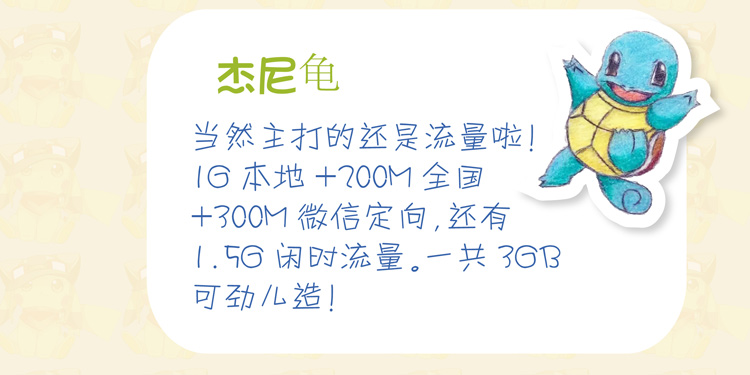 杰尼龟
当然主打的还是流量啦！
1G 本地 +200M 全国
+300M 微信定向，还有
1.5G 闲时流量。一共 3GB
可劲儿造！